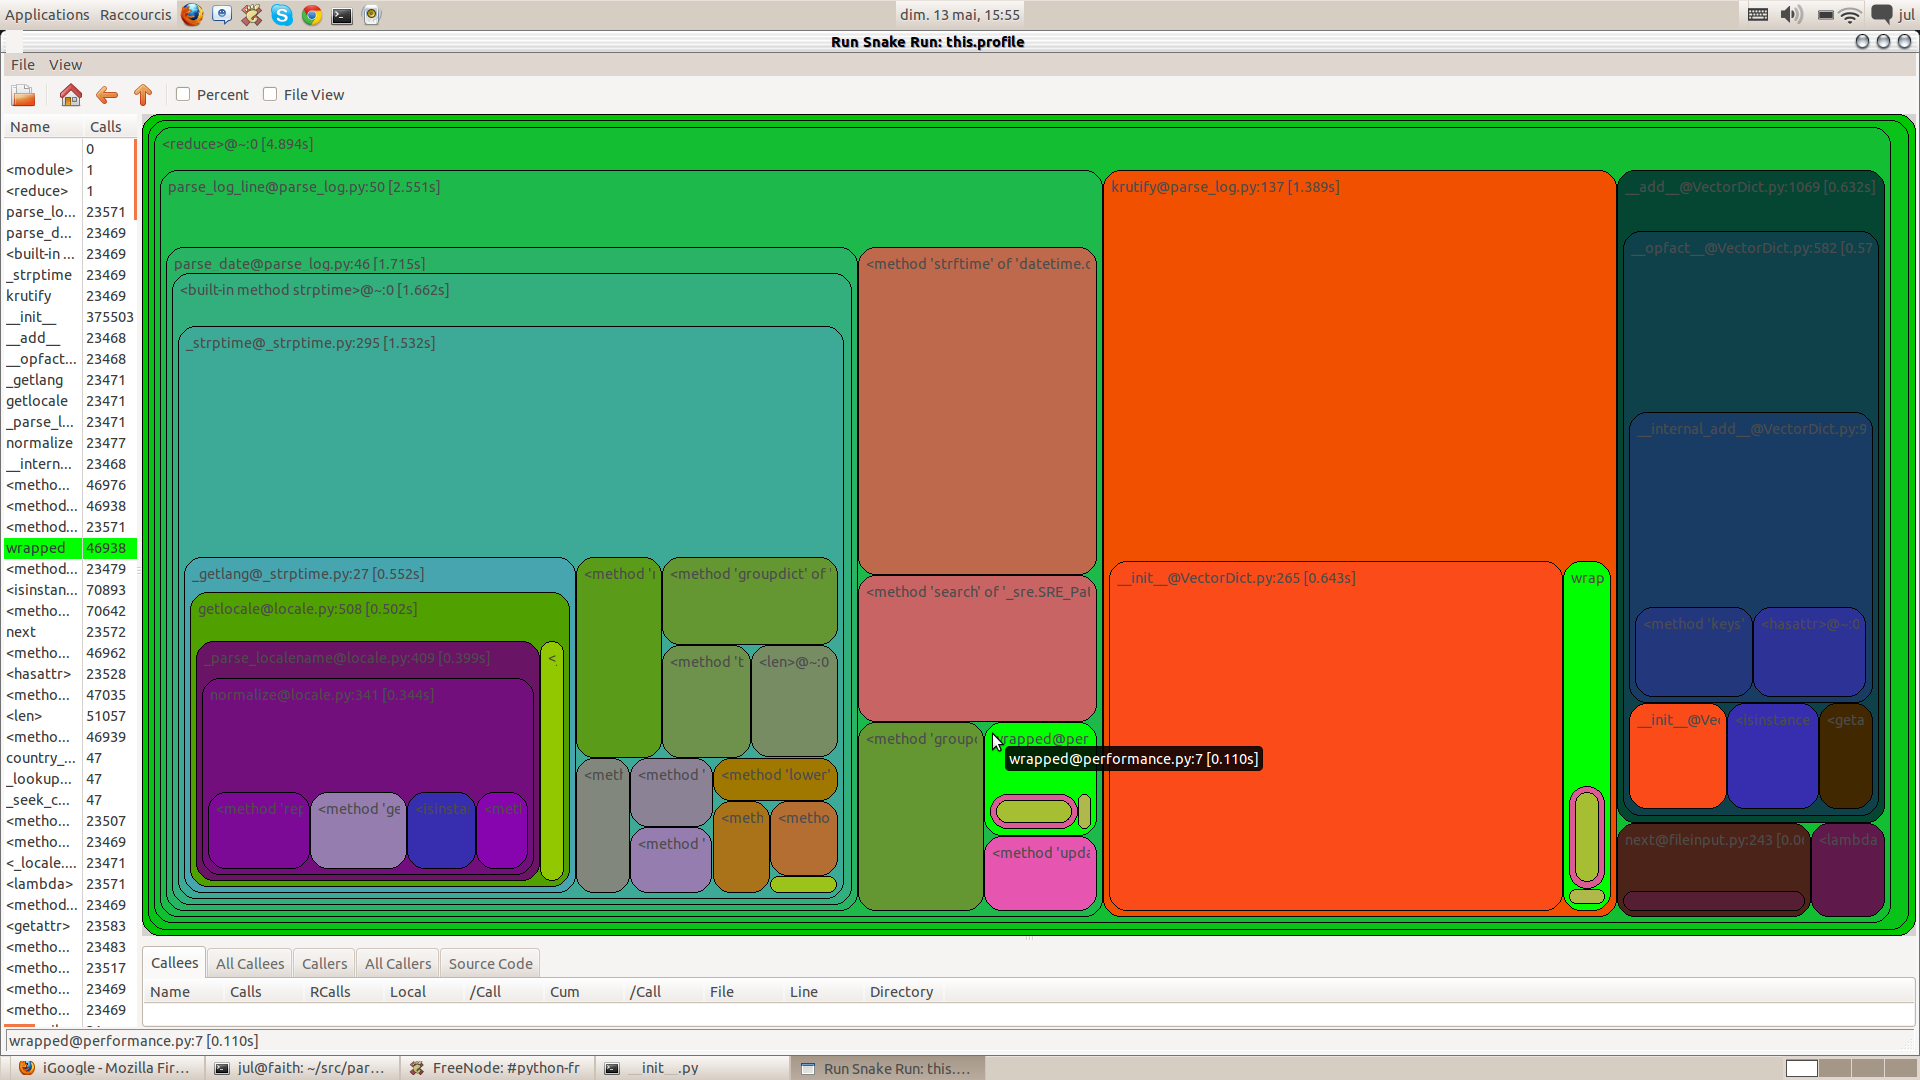 Applications Raccourcis
dim. 13 mai, 15:55
jul
Run Snake Run: this.profile
File View
Percent File View
Name Calls
0
<module> 1
<reduce> 1
parse_lo... 23571
parse_d... 23469
<built-in ... 23469
_strptime 23469
krutify 23469
__init__ 375503
__add__ 23468
__opfact... 23468
_getlang 23471
getlocale 23471
_parse_l... 23471
normalize 23477
__intern... 23468
<metho... 46976
<method... 46938
<method... 23571
wrapped 46938
<method... 23479
<isinstan... 70893
<metho... 70642
next 23572
<metho... 46962
<hasattr> 23528
<metho... 47035
<len> 51057
<metho... 46939
country_... 47
_lookup... 47
_seek_c... 47
<metho... 23507
<metho... 23469
<_locale.... 23471
<lambda> 23571
<method... 23469
<getattr> 23583
<metho... 23483
<metho... 23517
<metho... 23469
<metho... 23469
<reduce>@~:0 [4.894s]
parse_log_line@parse_log.py:50 [2.551s]
parse_date@parse_log.py:46 [1.715s]
<built-in method strptime>@~:0 [1.662s]
_strptime@_strptime.py:295 [1.532s]
_getlang@_strptime.py:27 [0.552s]
getlocale@locale.py:508 [0.502s]
_parse_localename@locale.py:409 [0.399s]
normalize@locale.py:341 [0.344s]
<method 'rep
<method 'ge
<isinsta
<met
<
<method 'r
<method 'groupdict' of '
<method 't
<len>@~:0
<meth
<method '
<method '
<method 'lower'
<meth
<metho
<method 'strftime' of 'datetime.d
<method 'search' of '_sre.SRE_Pat
<method 'group
wrapped@per
wrapped@performance.py:7 [0.110s]
<method 'upda
krutify@parse_log.py:137 [1.389s]
__init__@VectorDict.py:265 [0.643s]
wrap
__add__@VectorDict.py:1069 [0.632s]
__opfact__@VectorDict.py:582 [0.57
__internal_add__@VectorDict.py:9
<method 'keys'
<hasattr>@~:0
__init__@Vec
<isinstance
<geta
next@fileinput.py:243 [0.0
<lambda
Callees All Callees Callers All Callers Source Code
Name Calls RCalls Local /Call Cum /Call File Line Directory
wrapped@performance.py:7 [0.110s]
iGoogle - Mozilla Fir... jul@faith: ~/src/par... FreeNode: #python-fr __init__.py Run Snake Run: this....